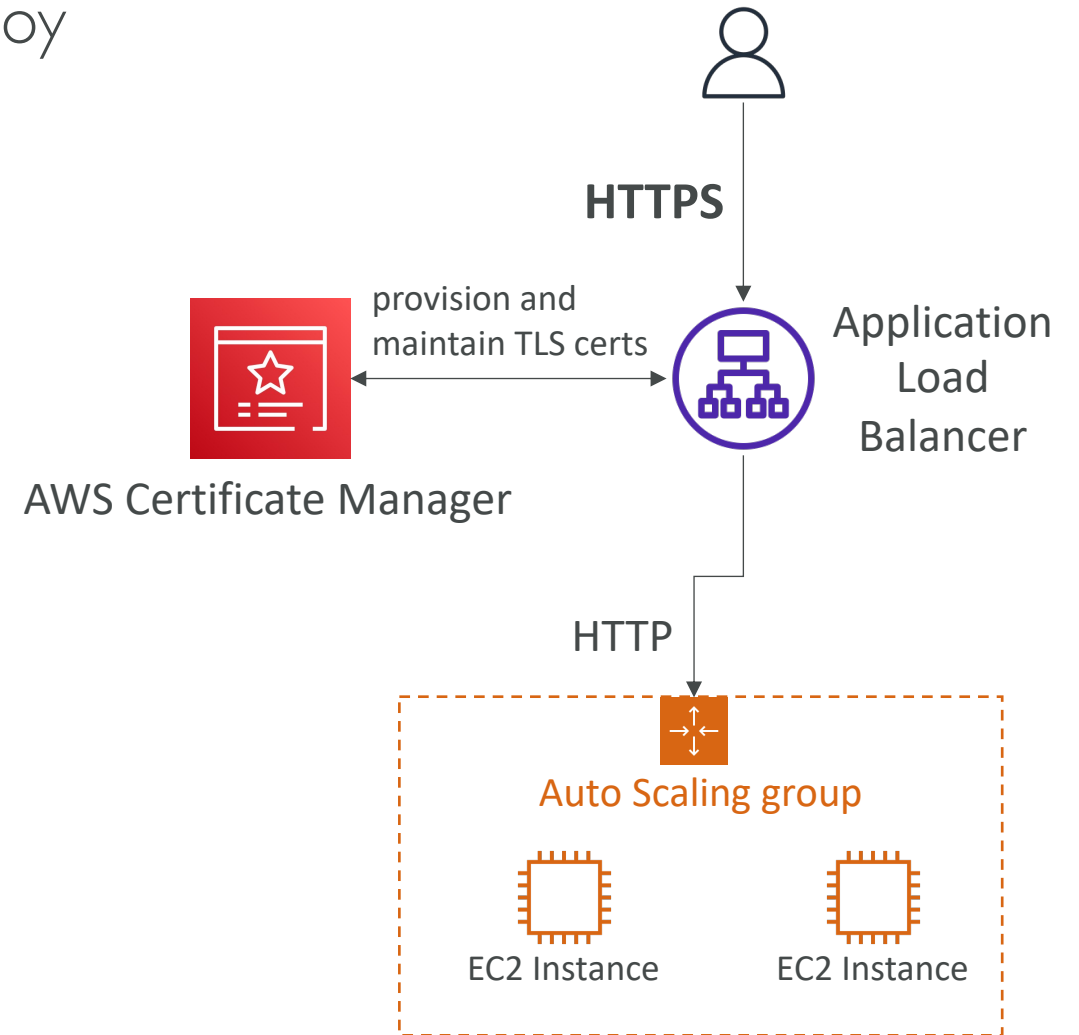 oy
HTTPS
provision and
maintain TLS certs
Application
Load
Balancer
AWS Certificate Manager
HTTP
Auto Scaling group
EC2 Instance
EC2 Instance